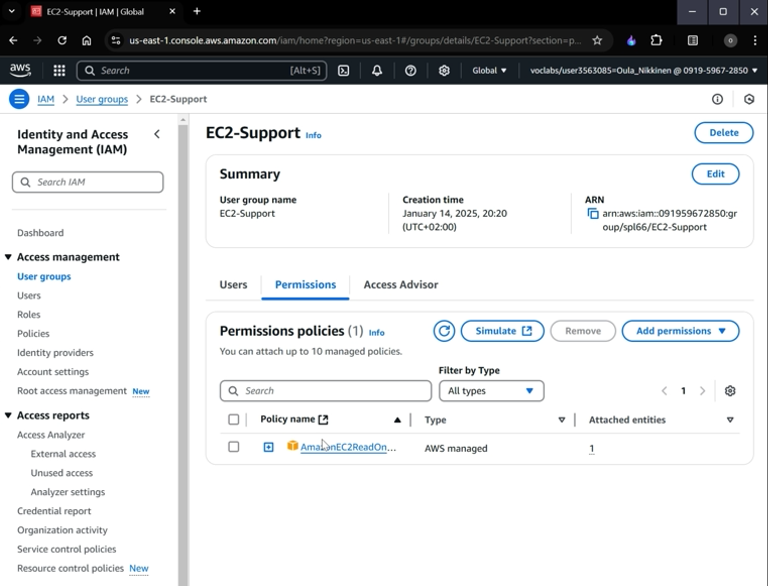 EC2-Support | IAM | Global
us-east-1.console.aws.amazon.com/iam/home?region=us-east-1#/groups/details/EC2-Support?section=p...
aws
Search
[Alt+S]
Global
voclabs/user3563085=Oula_Nikkinen @ 0919-5967-2850
IAM > User groups > EC2-Support
Identity and Access
Management (IAM)
Search IAM
Dashboard
Access management
User groups
Users
Roles
Policies
Identity providers
Account settings
Root access management New
Access reports
Access Analyzer
External access
Unused access
Analyzer settings
Credential report
Organization activity
Service control policies
Resource control policies New
EC2-Support Info
Delete
Summary
Edit
User group name
EC2-Support
Creation time
January 14, 2025, 20:20
(UTC+02:00)
ARN
arn:aws:iam::091959672850:gr
oup/spl66/EC2-Support
Users
Permissions
Access Advisor
Permissions policies (1) Info
Simulate
Remove
Add permissions
You can attach up to 10 managed policies.
Filter by Type
Search
All types
1
Policy name
Type
Attached entities
AmazonEC2ReadOn...
AWS managed
1